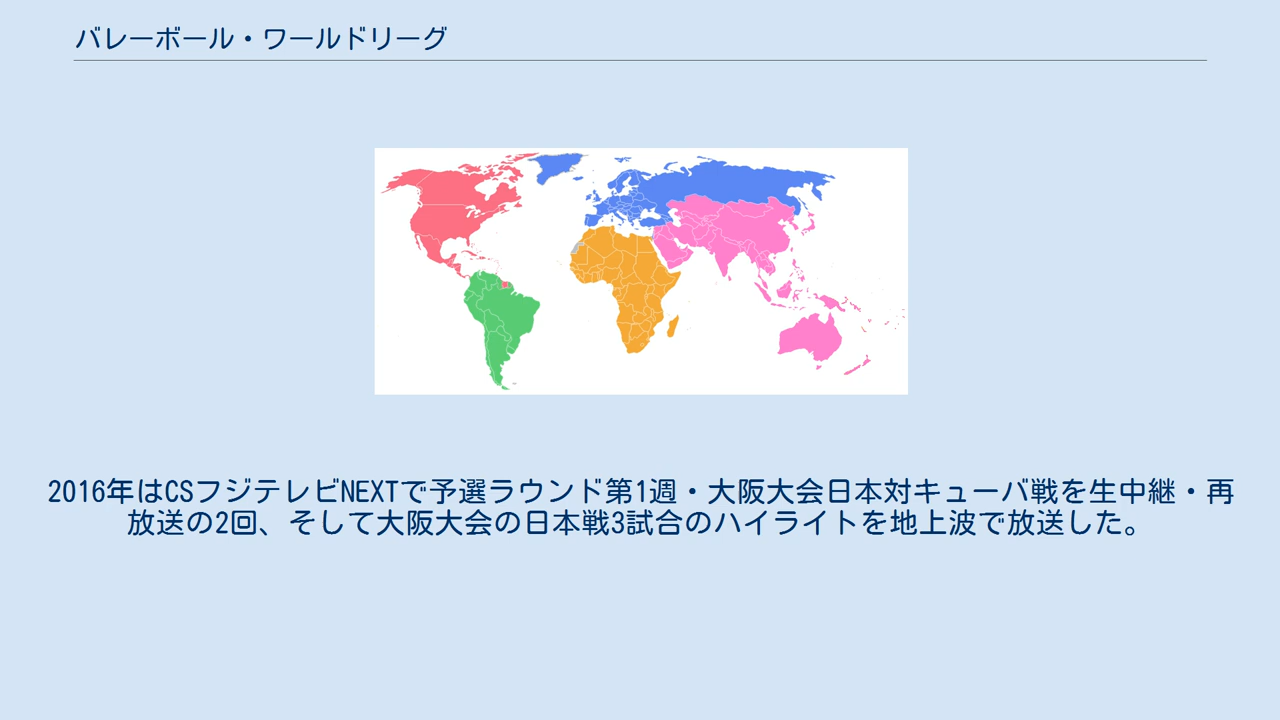 バレーボール・ワールドリーグ
2016年はCSフジテレビNEXTで予選ラウンド第1週・大阪大会日本対キューバ戦を生中継・再
放送の2回、そして大阪大会の日本戦3試合のハイライトを地上波で放送した。